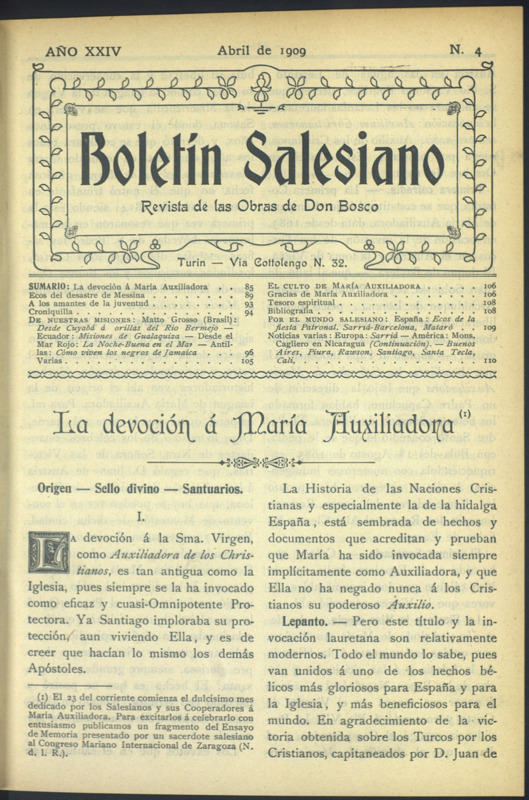 AÑO XXIV Abril de 1909 N. 4
Boletín Salesiano
Revista de las Obras de Don Bosco
Turin — Via Cottolengo N. 32.
SUMARIO: La devoción á María Auxiliadora . . 85
Ecos del desastre de Messina . . . . . . . 89
A los amantes de la juventud . . . . . . . 93
Croniquilla . . . . . . . . . . . . 94
DE NUESTRAS MISIONES: Matto Grosso (Brasil):
Desde Cuyabá á orillas del Rio Bermejo —
Ecuador: Misiones de Gualaquiza — Desde el
Mar Rojo: La Noche-Buena en el Mar — Antil-
las: Cómo viven los negros de Jamaica . . . 96
Varias . . . . . . . . . . . . . . 105
EL CULTO DE MARÍA AUXILIADORA . . . . . 106
Gracias de María Auxiliadora . . . . . . . 106
Tesoro espiritual . . . . . . . . . . . 108
Bibliografía . . . . . . . . . . . . . 108
POR EL MUNDO SALESIANO: España: Ecos de la
fiesta Patronal. Sarriá-Barcelona, Mataró . . 109
Noticias varias: Europa: Sarriá — América: Mons.
Cagliero en Nicaragua (Continuación). — Buenos
Aires, Piura, Rawson, Santiago, Santa Tecla,
Cali. . . . . . . . . . . . . . . 110
La devoción á María Auxiliadora (1)
Origen — Sello divino — Santuarios.
I.
LA devoción á la Sma. Virgen,
como Auxiliadora de los Chris-
tianos, es tan antigua como la
Iglesia, pues siempre se la ha invocado
como eficaz y cuasi-Omnipotente Pro-
tectora. Ya Santiago imploraba su pro-
tección, aun viviendo Ella, y es de
creer que hacían lo mismo los demás
Apóstoles.
(1) El 23 del corriente comienza el dulcísimo mes
dedicado por los Salesianos y sus Cooperadores á
María Auxiliadora. Para excitarlos á celebrarlo con
entusiasmo publicamos un fragmento del Ensayo
de Memoria presentado por un sacerdote salesiano
al Congreso Mariano Internacional de Zaragoza (N.
d. l. R.).
La Historia de las Naciones Cris-
tianas y especialmente la de la hidalga
España, está sembrada de hechos y
documentos que acreditan y prueban
que María ha sido invocada siempre
implícitamente como Auxiliadora, y que
Ella no ha negado nunca á los Cris-
tianos su poderoso Auxilio.
Lepanto. — Pero este título y la in-
vocación lauretana son relativamente
modernos. Todo el mundo lo sabe, pues
van unidos á uno de los hechos bé-
licos más gloriosos para España y para
la Iglesia, y más beneficiosos para el
mundo. En agradecimiento de la vic-
toria obtenida sobre los Turcos por los
Cristianos, capitaneados por D. Juan de